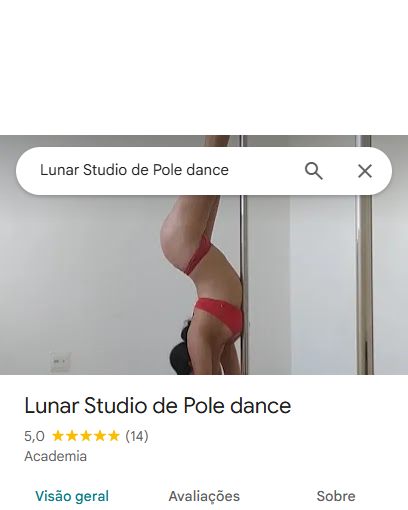 Lunar Studio de Pole dance
Lunar Studio de Pole dance
5,0 (14)
Academia
Visão geral Avaliações Sobre